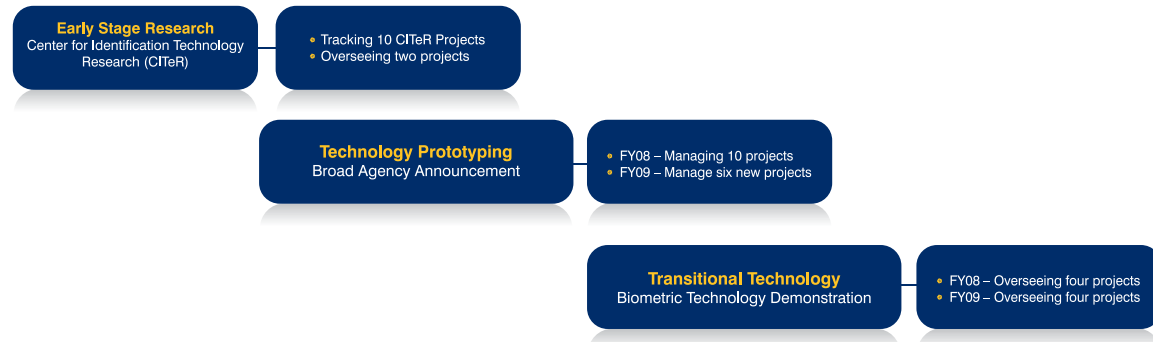 Early Stage Research
Center for Identification Technology
Research (CITeR)
• Tracking 10 CITeR Projects
• Overseeing two projects
Technology Prototyping
Broad Agency Announcement
• FY08 – Managing 10 projects
• FY09 – Manage six new projects
Transitional Technology
Biometric Technology Demonstration
• FY08 – Overseeing four projects
• FY09 – Overseeing four projects